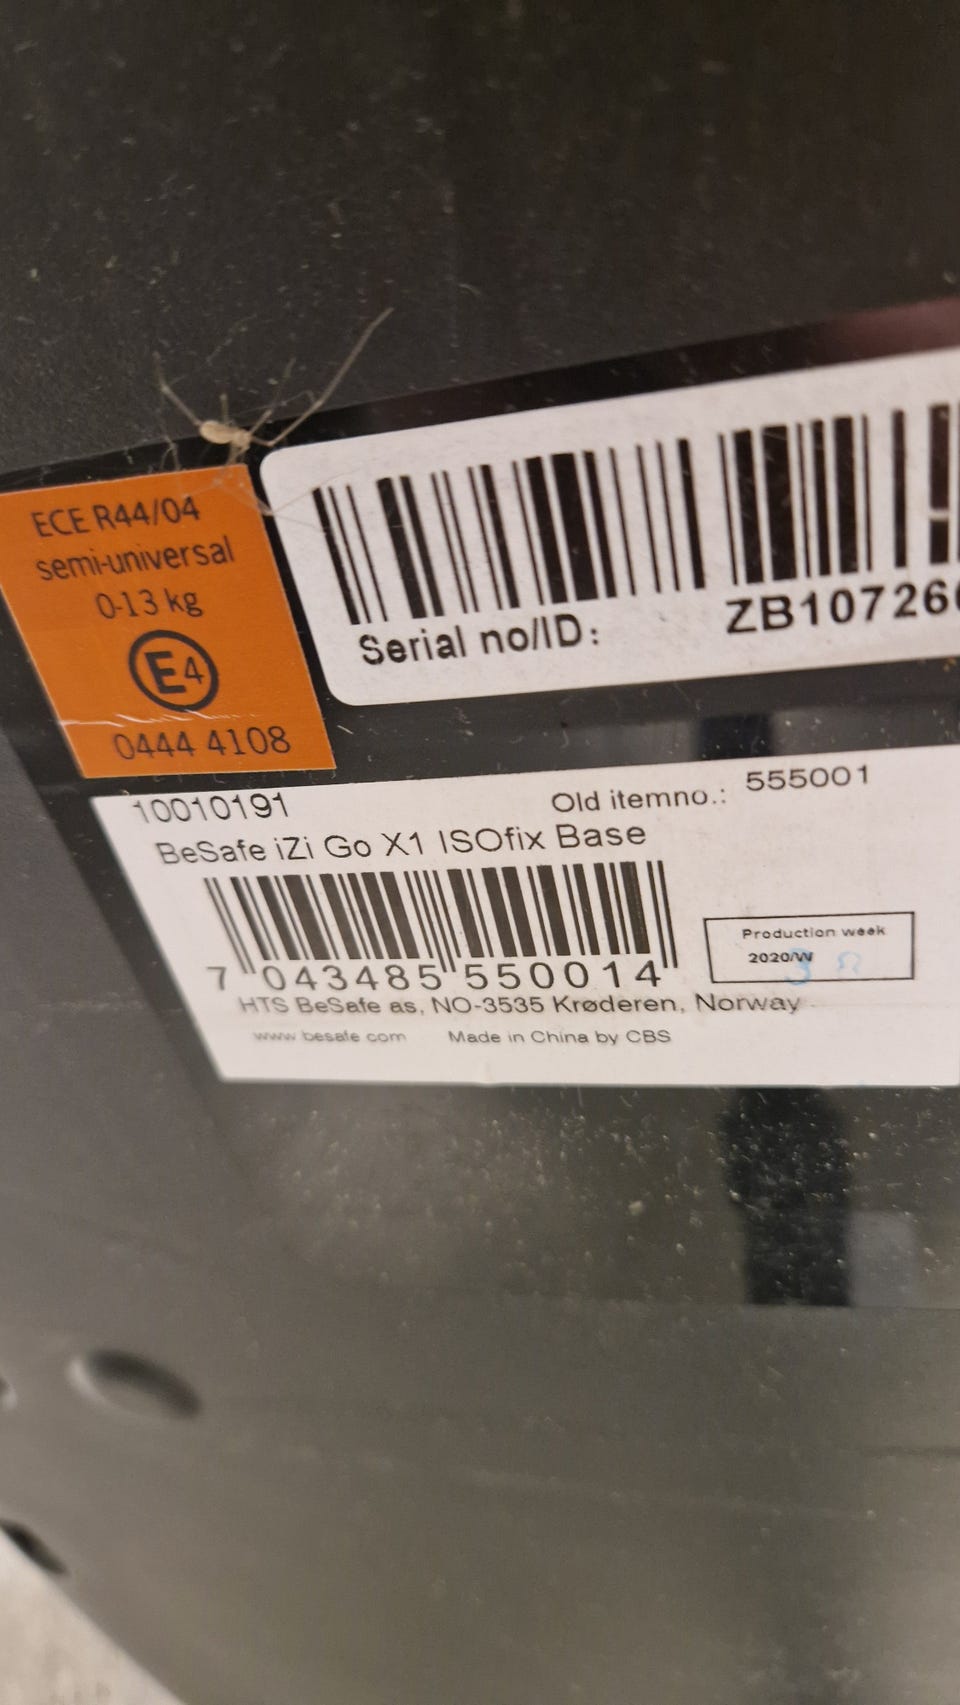 ECE R44/04
semi-universal
0-13 kg
E4
0444 4108
Serial no/ID: ZB10726
10010191 Old itemno.: 555001
BeSafe iZi Go X1 ISOfix Base
7 043485 550014
Production week
2020/W
HTS BeSafe as, NO-3535 Krøderen, Norway
www.besafe.com Made in China by CBS